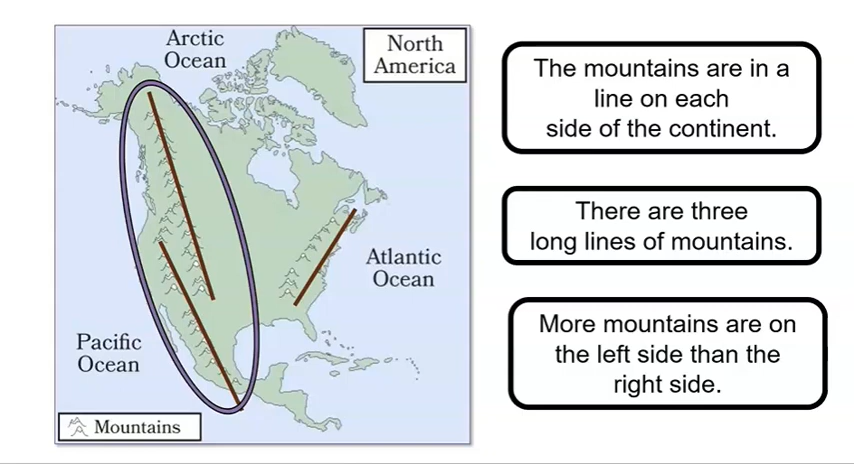 Arctic
Ocean
North
America
Atlantic
Ocean
Pacific
Ocean
Mountains
The mountains are in a
line on each
side of the continent.
There are three
long lines of mountains.
More mountains are on
the left side than the
right side.